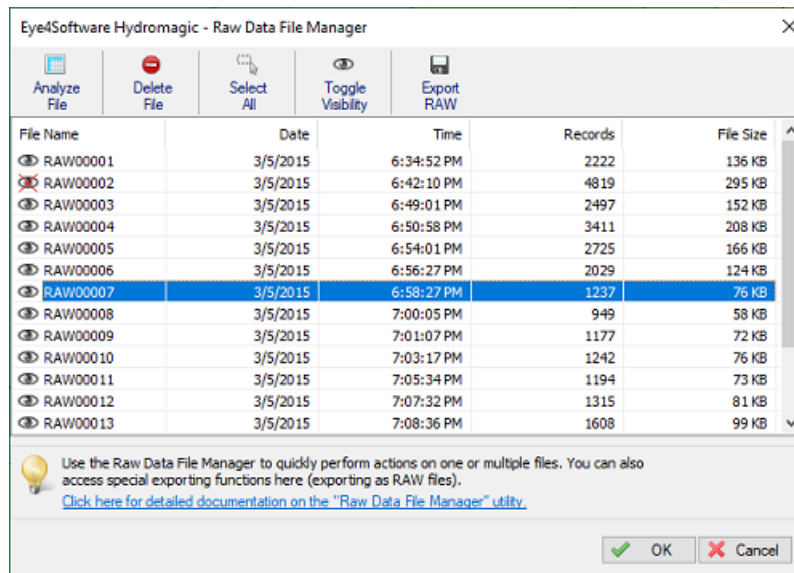 Eye4Software Hydromagic - Raw Data File Manager
Analyze File
Delete File
Select All
Toggle Visibility
Export RAW
File Name Date Time Records File Size
RAW00001 3/5/2015 6:34:52 PM 2222 136 KB
RAW00002 3/5/2015 6:42:10 PM 4819 295 KB
RAW00003 3/5/2015 6:49:01 PM 2497 152 KB
RAW00004 3/5/2015 6:50:58 PM 3411 208 KB
RAW00005 3/5/2015 6:54:01 PM 2725 166 KB
RAW00006 3/5/2015 6:56:27 PM 2029 124 KB
RAW00007 3/5/2015 6:58:27 PM 1237 76 KB
RAW00008 3/5/2015 7:00:05 PM 949 58 KB
RAW00009 3/5/2015 7:01:07 PM 1177 72 KB
RAW00010 3/5/2015 7:03:17 PM 1242 76 KB
RAW00011 3/5/2015 7:05:34 PM 1194 73 KB
RAW00012 3/5/2015 7:07:32 PM 1315 81 KB
RAW00013 3/5/2015 7:08:36 PM 1608 99 KB
Use the Raw Data File Manager to quickly perform actions on one or multiple files. You can also
access special exporting functions here (exporting as RAW files).
Click here for detailed documentation on the "Raw Data File Manager" utility.
OK Cancel